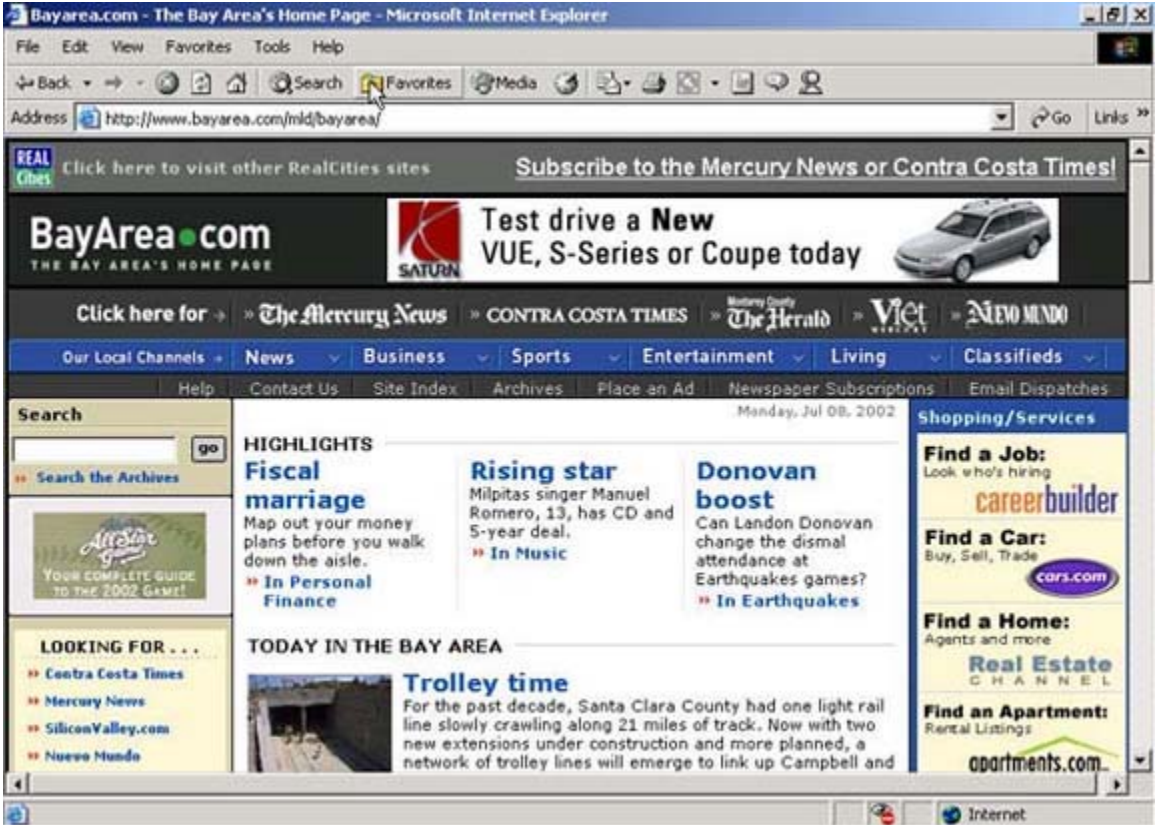 Bayarea.com - The Bay Area's Home Page - Microsoft Internet Explorer
File Edit View Favorites Tools Help
Back Search Favorites Media
Address http://www.bayarea.com/mld/bayarea/ Go Links »
REAL Cities Click here to visit other RealCities sites Subscribe to the Mercury News or Contra Costa Times!
BayArea.com
THE BAY AREA'S HOME PAGE
SATURN
Test drive a New
VUE, S-Series or Coupe today
Click here for » The Mercury News » CONTRA COSTA TIMES » Monterey County The Herald » Việt MERCURY » NUEVO MUNDO
Our Local Channels News Business Sports Entertainment Living Classifieds
Help Contact Us Site Index Archives Place an Ad Newspaper Subscriptions Email Dispatches
Search
go
» Search the Archives
All Star Game
YOUR COMPLETE GUIDE
TO THE 2002 GAME!
LOOKING FOR . . .
» Contra Costa Times
» Mercury News
» SiliconValley.com
» Nuevo Mundo
Monday, Jul 08, 2002
HIGHLIGHTS
Fiscal
marriage
Map out your money
plans before you walk
down the aisle.
» In Personal
Finance
Rising star
Milpitas singer Manuel
Romero, 13, has CD and
5-year deal.
» In Music
Donovan
boost
Can Landon Donovan
change the dismal
attendance at
Earthquakes games?
» In Earthquakes
TODAY IN THE BAY AREA
Trolley time
For the past decade, Santa Clara County had one light rail
line slowly crawling along 21 miles of track. Now with two
new extensions under construction and more planned, a
network of trolley lines will emerge to link up Campbell and
Shopping/Services
Find a Job:
Look who's hiring
careerbuilder
Find a Car:
Buy, Sell, Trade
cars.com
Find a Home:
Agents and more
Real Estate
CHANNEL
Find an Apartment:
Rental Listings
apartments.com
Internet